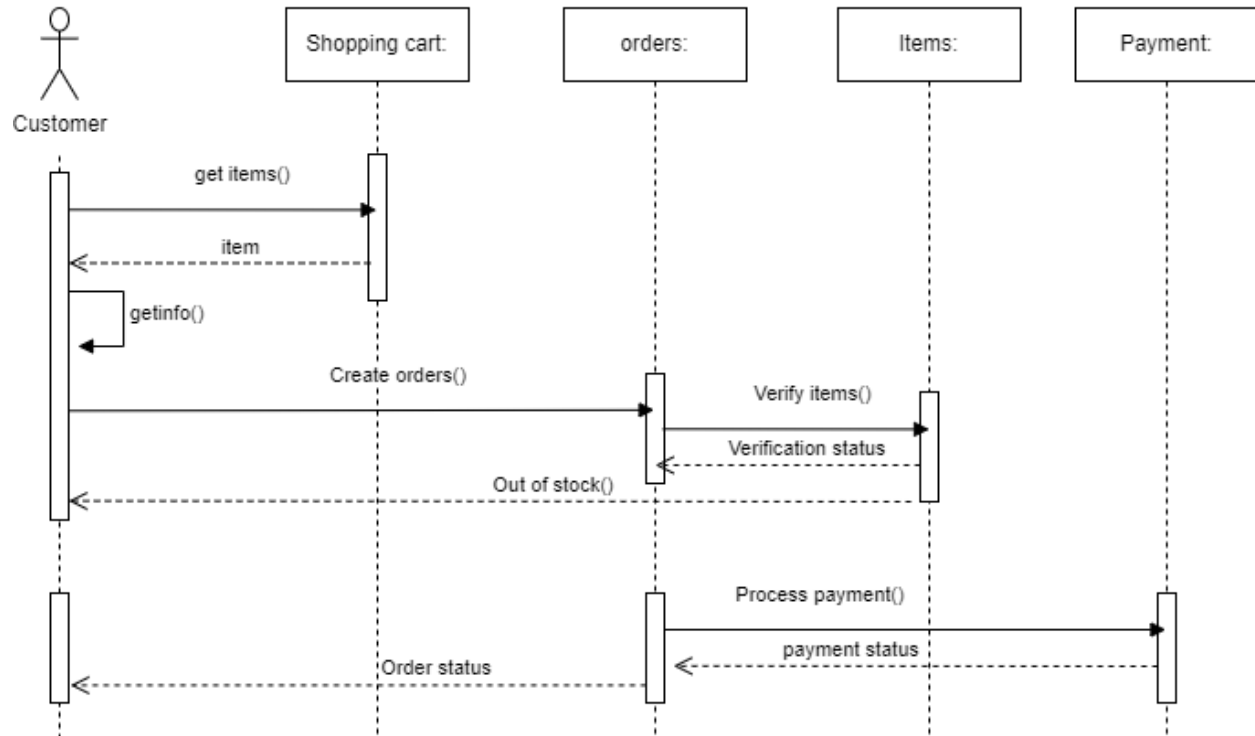 Shopping cart:
orders:
Items:
Payment:
Customer
get items()
item
getinfo()
Create orders()
Verify items()
Verification status
Out of stock()
Process payment()
payment status
Order status